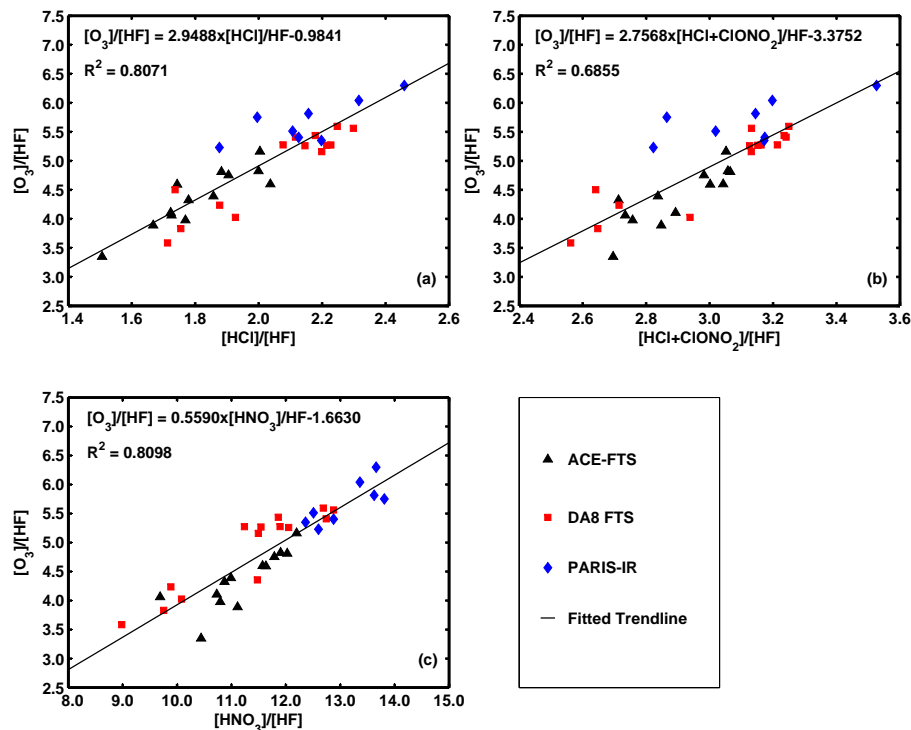 [O3]/[HF] = 2.9488x[HCl]/HF-0.9841
R2 = 0.8071
7.5
7.0
6.5
6.0
5.5
5.0
4.5
4.0
3.5
3.0
2.5
[O3]/[HF]
(a)
1.4 1.6 1.8 2.0 2.2 2.4 2.6
[HCl]/[HF]
[O3]/[HF] = 2.7568x[HCl+ClONO2]/HF-3.3752
R2 = 0.6855
7.5
7.0
6.5
6.0
5.5
5.0
4.5
4.0
3.5
3.0
2.5
[O3]/[HF]
(b)
2.4 2.6 2.8 3.0 3.2 3.4 3.6
[HCl+ClONO2]/[HF]
[O3]/[HF] = 0.5590x[HNO3]/HF-1.6630
R2 = 0.8098
7.5
7.0
6.5
6.0
5.5
5.0
4.5
4.0
3.5
3.0
2.5
[O3]/[HF]
(c)
8.0 9.0 10.0 11.0 12.0 13.0 14.0 15.0
[HNO3]/[HF]
ACE-FTS
DA8 FTS
PARIS-IR
Fitted Trendline